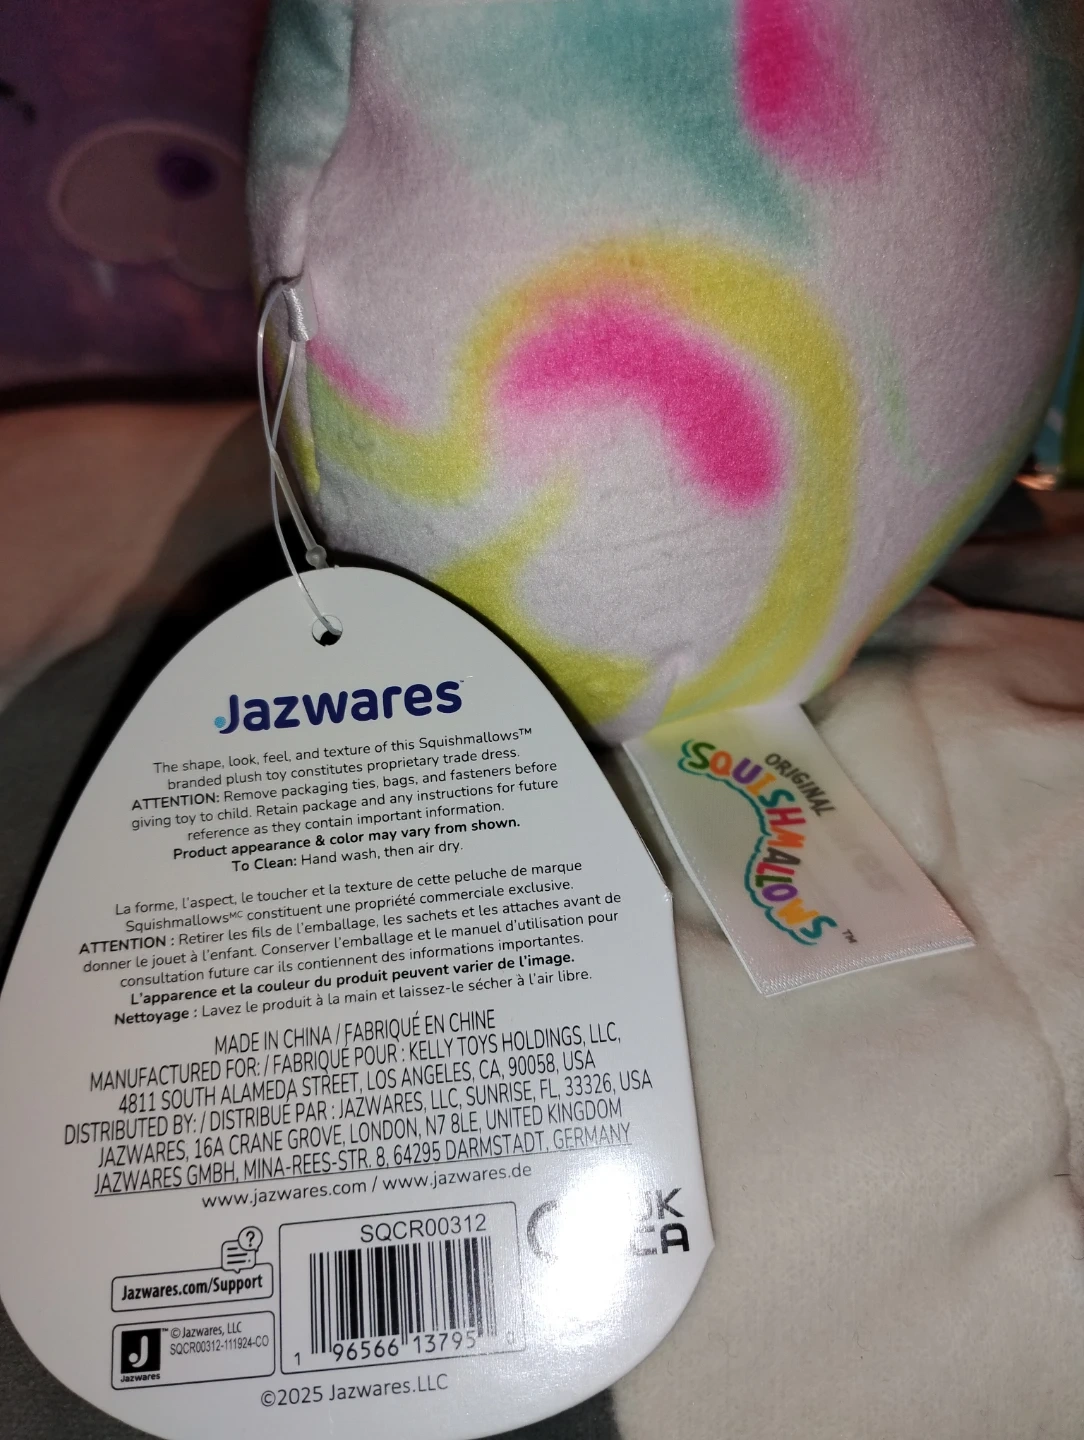 Jazwares™
The shape, look, feel, and texture of this Squishmallows™
branded plush toy constitutes proprietary trade dress.
ATTENTION: Remove packaging ties, bags, and fasteners before
giving toy to child. Retain package and any instructions for future
reference as they contain important information.
Product appearance & color may vary from shown.
To Clean: Hand wash, then air dry.
La forme, l'aspect, le toucher et la texture de cette peluche de marque
Squishmallowsᴹᶜ constituent une propriété commerciale exclusive.
ATTENTION : Retirer les fils de l'emballage, les sachets et les attaches avant de
donner le jouet à l'enfant. Conserver l'emballage et le manuel d'utilisation pour
consultation future car ils contiennent des informations importantes.
L'apparence et la couleur du produit peuvent varier de l'image.
Nettoyage : Lavez le produit à la main et laissez-le sécher à l'air libre.
MADE IN CHINA / FABRIQUÉ EN CHINE
MANUFACTURED FOR: / FABRIQUÉ POUR : KELLY TOYS HOLDINGS, LLC,
4811 SOUTH ALAMEDA STREET, LOS ANGELES, CA, 90058, USA
DISTRIBUTED BY: / DISTRIBUÉ PAR : JAZWARES, LLC, SUNRISE, FL, 33326, USA
JAZWARES, 16A CRANE GROVE, LONDON, N7 8LE, UNITED KINGDOM
JAZWARES GMBH, MINA-REES-STR. 8, 64295 DARMSTADT, GERMANY
www.jazwares.com / www.jazwares.de
?
Jazwares.com/Support
J™
Jazwares
© Jazwares, LLC
SQCR00312-111924-CO
SQCR00312
1 96566 13795 0
UK
CA
©2025 Jazwares.LLC
ORIGINAL
SQUISHMALLOWS™